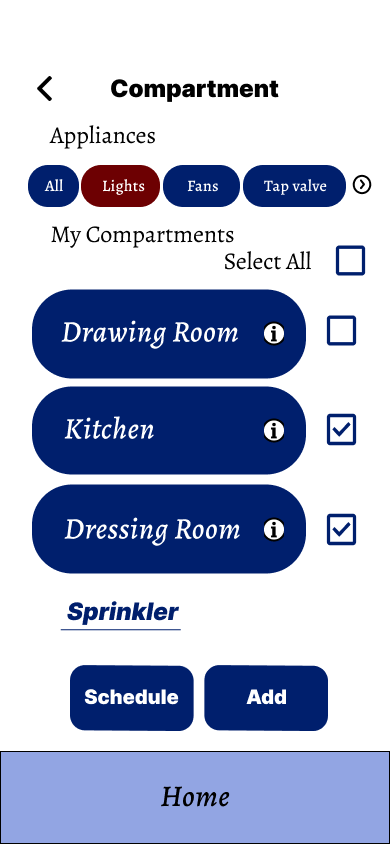 Compartment
Appliances
All Lights Fans Tap valve
My Compartments
Select All
Drawing Room
Kitchen
Dressing Room
Sprinkler
Schedule Add
Home